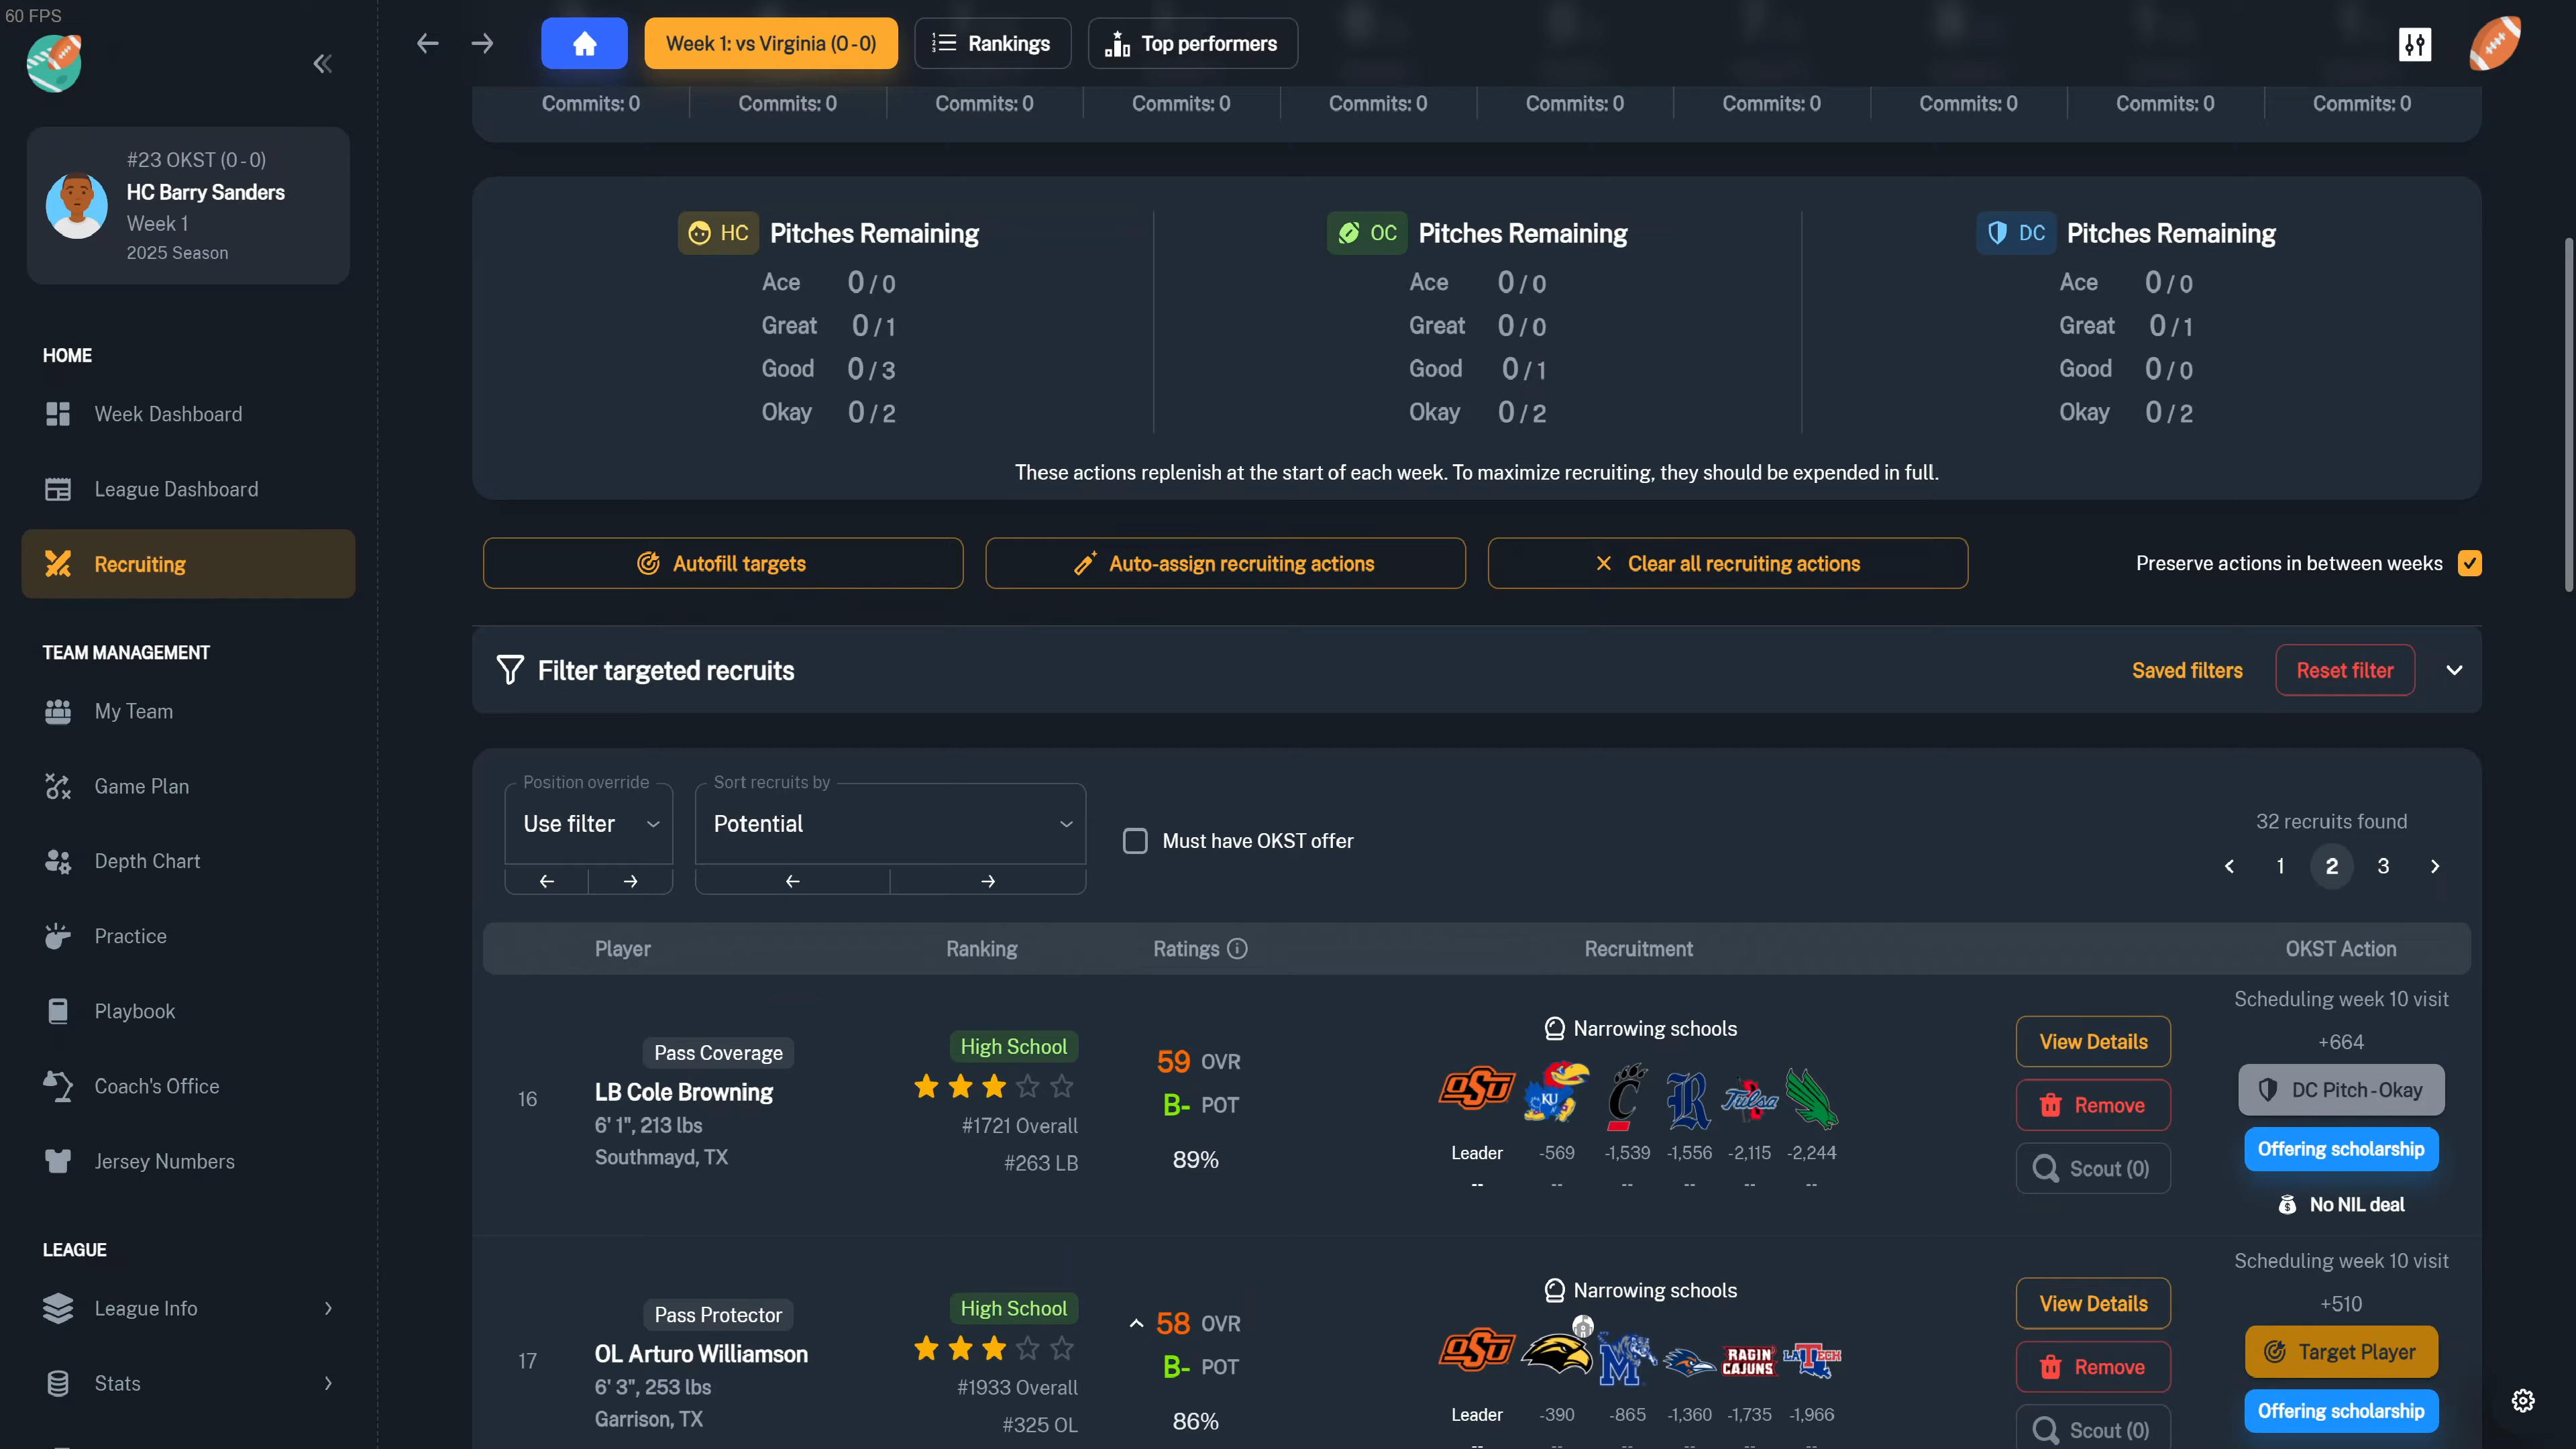 60 FPS
Week 1: vs Virginia (0-0)
Rankings
Top performers
#23 OKST (0-0)
HC Barry Sanders
Week 1
2025 Season
HOME
Week Dashboard
League Dashboard
Recruiting
TEAM MANAGEMENT
My Team
Game Plan
Depth Chart
Practice
Playbook
Coach's Office
Jersey Numbers
LEAGUE
League Info
Stats
Commits: 0 Commits: 0 Commits: 0 Commits: 0 Commits: 0 Commits: 0 Commits: 0 Commits: 0 Commits: 0 Commits: 0
HC Pitches Remaining
Ace 0 / 0
Great 0 / 1
Good 0 / 3
Okay 0 / 2
OC Pitches Remaining
Ace 0 / 0
Great 0 / 0
Good 0 / 1
Okay 0 / 2
DC Pitches Remaining
Ace 0 / 0
Great 0 / 1
Good 0 / 0
Okay 0 / 2
These actions replenish at the start of each week. To maximize recruiting, they should be expended in full.
Autofill targets
Auto-assign recruiting actions
Clear all recruiting actions
Preserve actions in between weeks
Filter targeted recruits
Saved filters
Reset filter
Position override
Use filter
Sort recruits by
Potential
Must have OKST offer
32 recruits found
1 2 3
Player Ranking Ratings Recruitment OKST Action
16
Pass Coverage
LB Cole Browning
6' 1", 213 lbs
Southmayd, TX
High School
#1721 Overall
#263 LB
59 OVR
B- POT
89%
Narrowing schools
OSU KU C R Tulsa
Leader -569 -1,539 -1,556 -2,115 -2,244
-- -- -- -- -- --
View Details
Remove
Scout (0)
Scheduling week 10 visit
+664
DC Pitch - Okay
Offering scholarship
No NIL deal
17
Pass Protector
OL Arturo Williamson
6' 3", 253 lbs
Garrison, TX
High School
#1933 Overall
#325 OL
58 OVR
B- POT
86%
Narrowing schools
OSU M RAGIN' CAJUNS LA TECH
Leader -390 -865 -1,360 -1,735 -1,966
View Details
Remove
Scout (0)
Scheduling week 10 visit
+510
Target Player
Offering scholarship